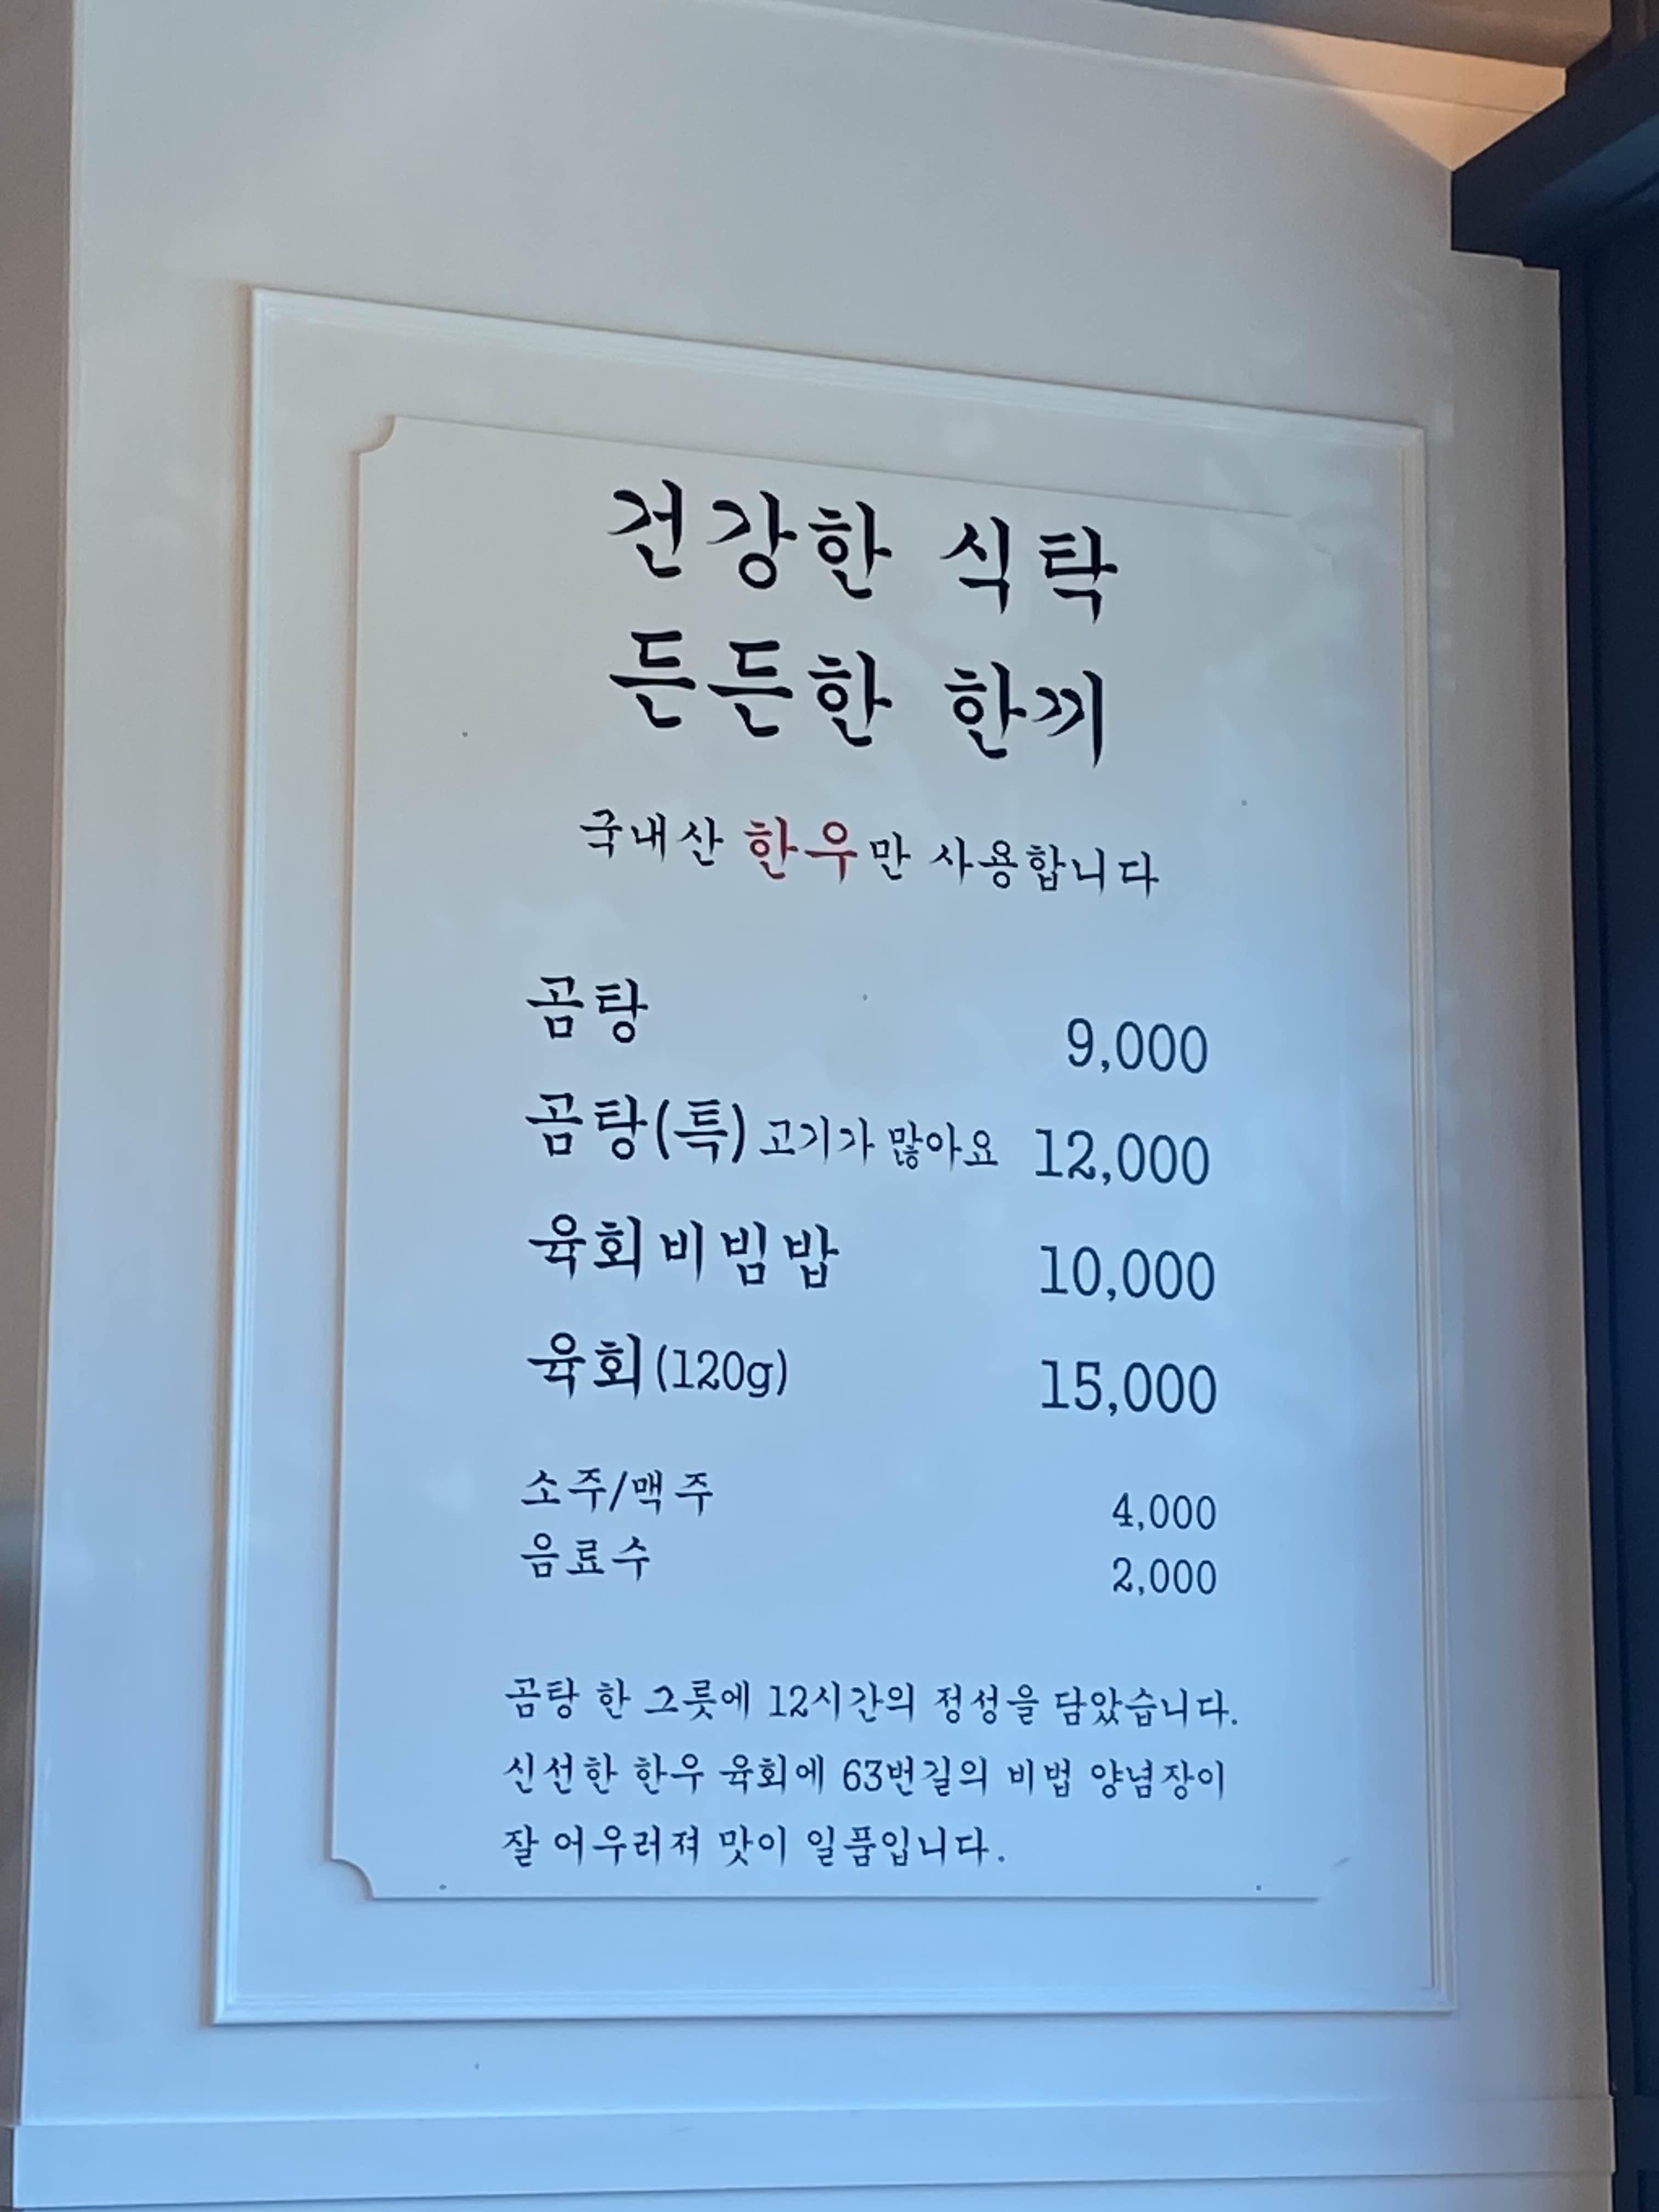 건강한 식탁
든든한 한끼
국내산 한우만 사용합니다
곰탕 9,000
곰탕(특) 고기가 많아요 12,000
육회비빔밥 10,000
육회(120g) 15,000
소주/맥주 4,000
음료수 2,000
곰탕 한 그릇에 12시간의 정성을 담았습니다.
신선한 한우 육회에 63번길의 비법 양념장이
잘 어우러져 맛이 일품입니다.